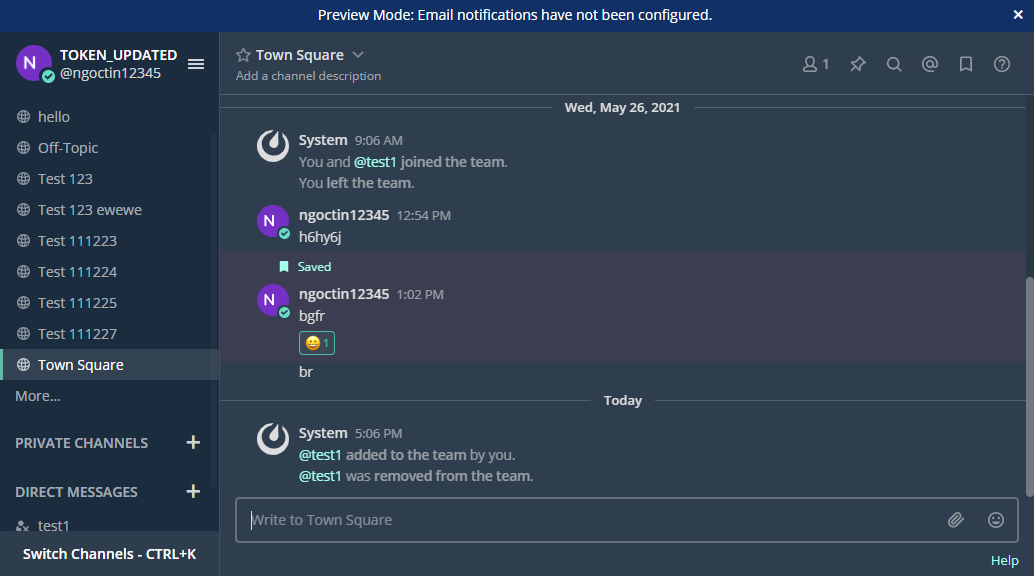 Preview Mode: Email notifications have not been configured.
N
TOKEN_UPDATED
@ngoctin12345
hello
Off-Topic
Test 123
Test 123 ewewe
Test 111223
Test 111224
Test 111225
Test 111227
Town Square
More...
PRIVATE CHANNELS
DIRECT MESSAGES
test1
Switch Channels - CTRL+K
Town Square
Add a channel description
1
Wed, May 26, 2021
System 9:06 AM
You and @test1 joined the team.
You left the team.
N
ngoctin12345 12:54 PM
h6hy6j
Saved
N
ngoctin12345 1:02 PM
bgfr
1
br
Today
System 5:06 PM
@test1 added to the team by you.
@test1 was removed from the team.
Write to Town Square
Help